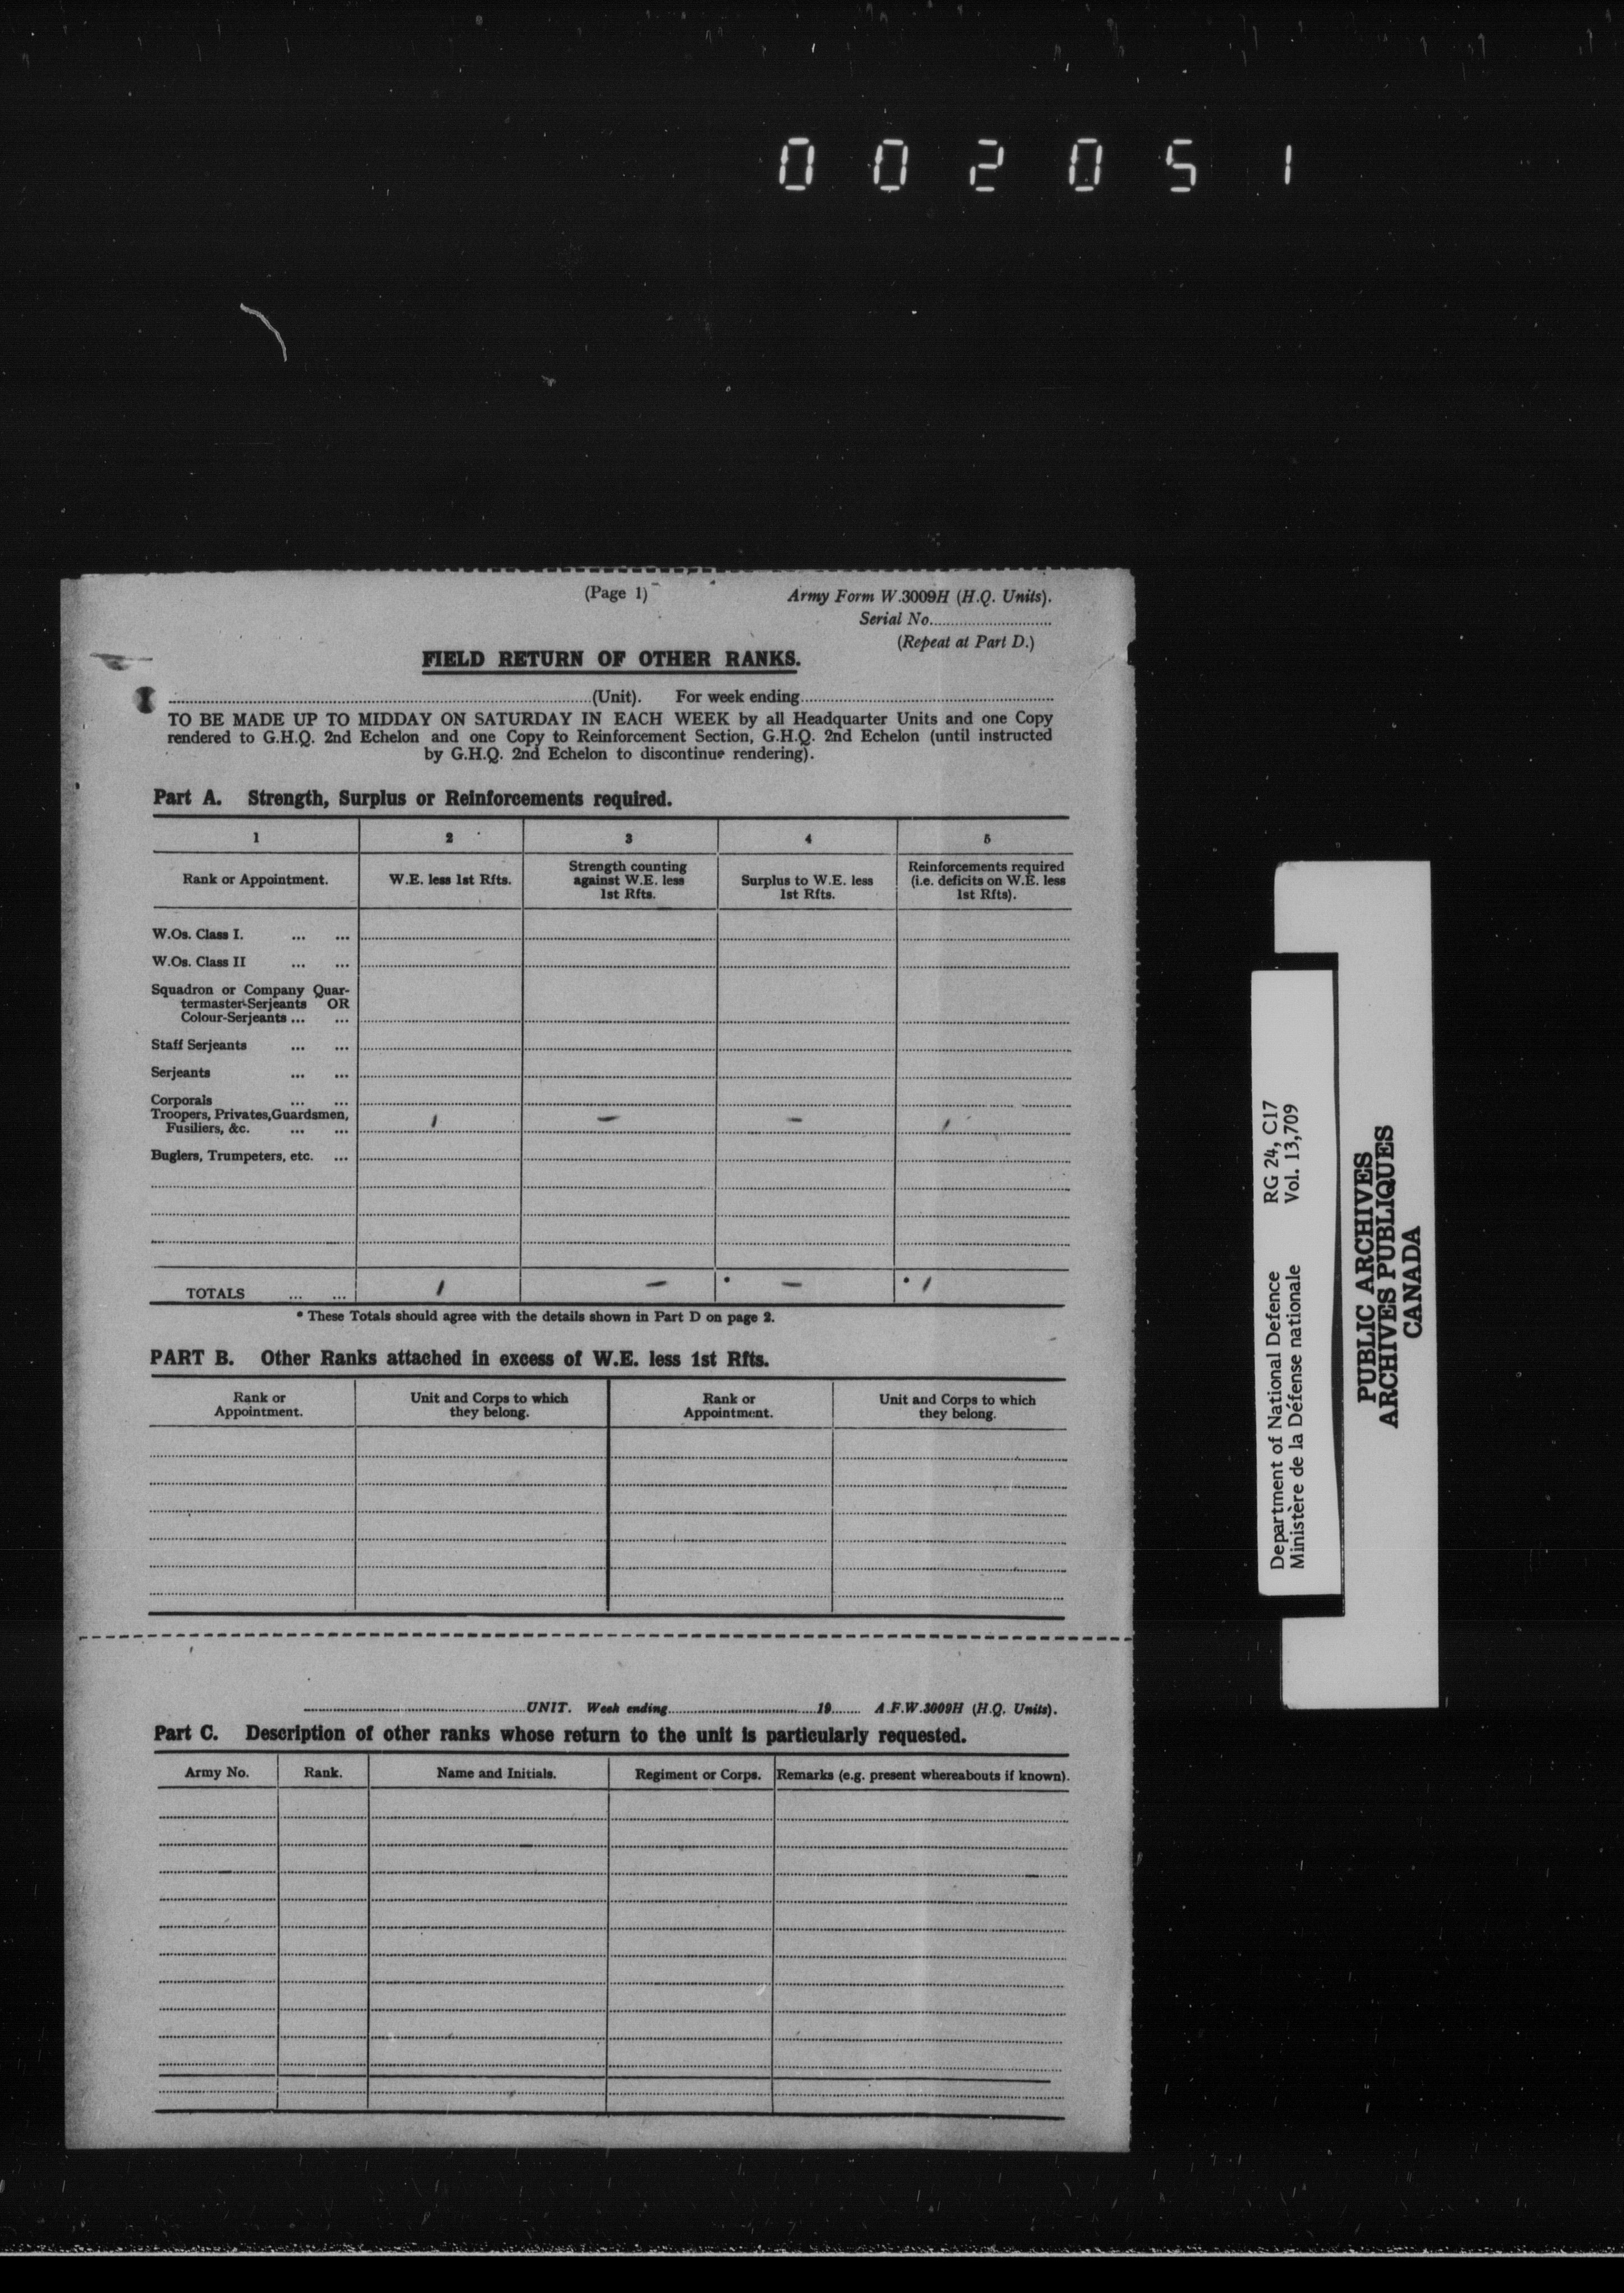 0 0 2 0 5 1
(Page 1)
Army Form W.3009H (H.Q. Units).
Serial No............................
(Repeat at Part D.)
FIELD RETURN OF OTHER RANKS.
..........(Unit). For week ending..........
TO BE MADE UP TO MIDDAY ON SATURDAY IN EACH WEEK by all Headquarter Units and one Copy
rendered to G.H.Q. 2nd Echelon and one Copy to Reinforcement Section, G.H.Q. 2nd Echelon (until instructed
by G.H.Q. 2nd Echelon to discontinue rendering).
Part A. Strength, Surplus or Reinforcements required.
1 2 3 4 5
Rank or Appointment. W.E. less 1st Rfts. Strength counting against W.E. less 1st Rfts. Surplus to W.E. less 1st Rfts. Reinforcements required (i.e. deficits on W.E. less 1st Rfts).
W.Os. Class I. ... ...
W.Os. Class II ... ...
Squadron or Company Quar-
termaster-Serjeants OR
Colour-Serjeants ... ...
Staff Serjeants ... ...
Serjeants ... ...
Corporals ... ...
Troopers, Privates, Guardsmen,
Fusiliers, &c. ... ... 1 – – 1
Buglers, Trumpeters, etc. ...
TOTALS ... ... 1 – • – • 1
• These Totals should agree with the details shown in Part D on page 2.
PART B. Other Ranks attached in excess of W.E. less 1st Rfts.
Rank or Appointment. Unit and Corps to which they belong. Rank or Appointment. Unit and Corps to which they belong.
..........UNIT. Week ending..........19........ A.F.W.3009H (H.Q. Units).
Part C. Description of other ranks whose return to the unit is particularly requested.
Army No. Rank. Name and Initials. Regiment or Corps. Remarks (e.g. present whereabouts if known).
Department of National Defence RG 24, C17
Ministère de la Défense nationale Vol. 13,709
PUBLIC ARCHIVES
ARCHIVES PUBLIQUES
CANADA